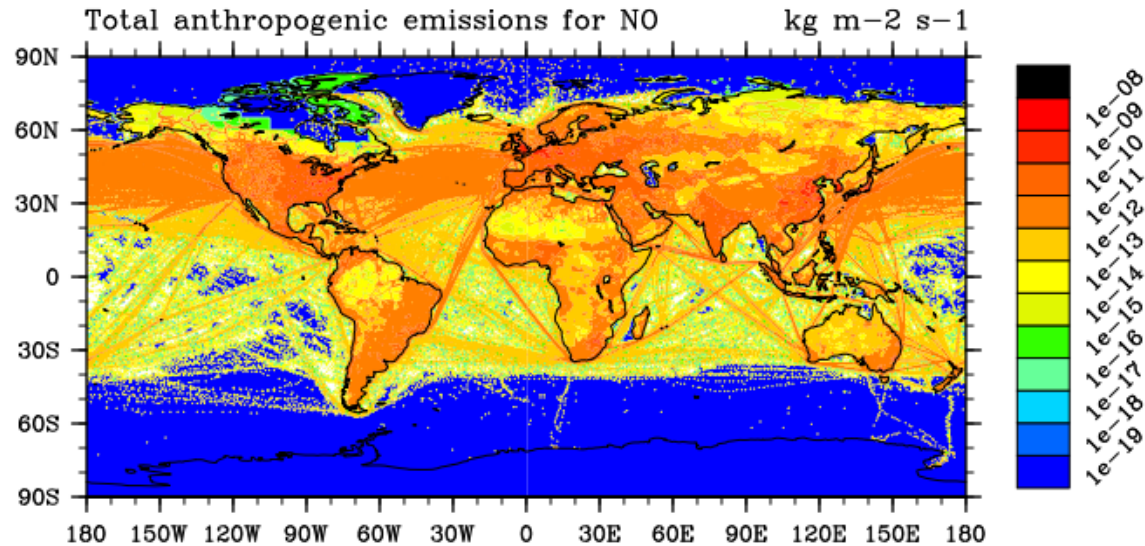 Total anthropogenic emissions for NO kg m-2 s-1
90N
60N
30N
0
30S
60S
90S
180 150W 120W 90W 60W 30W 0 30E 60E 90E 120E 150E 180
1e-08
1e-09
1e-10
1e-11
1e-12
1e-13
1e-14
1e-15
1e-16
1e-17
1e-18
1e-19